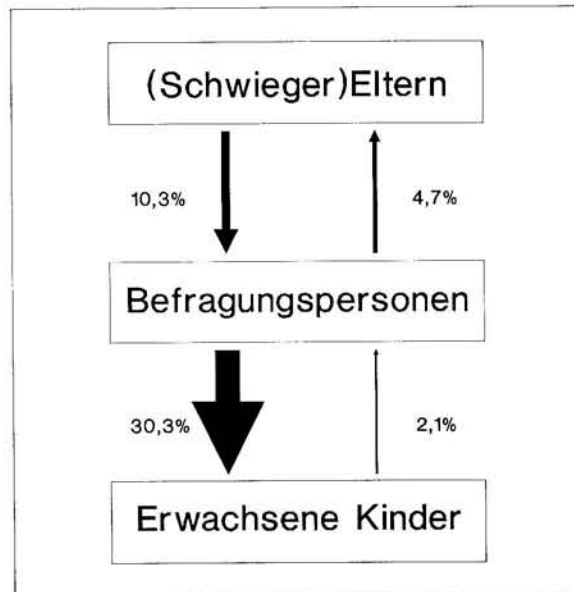 (Schwieger)Eltern
10,3% 4,7%
Befragungspersonen
30,3% 2,1%
Erwachsene Kinder